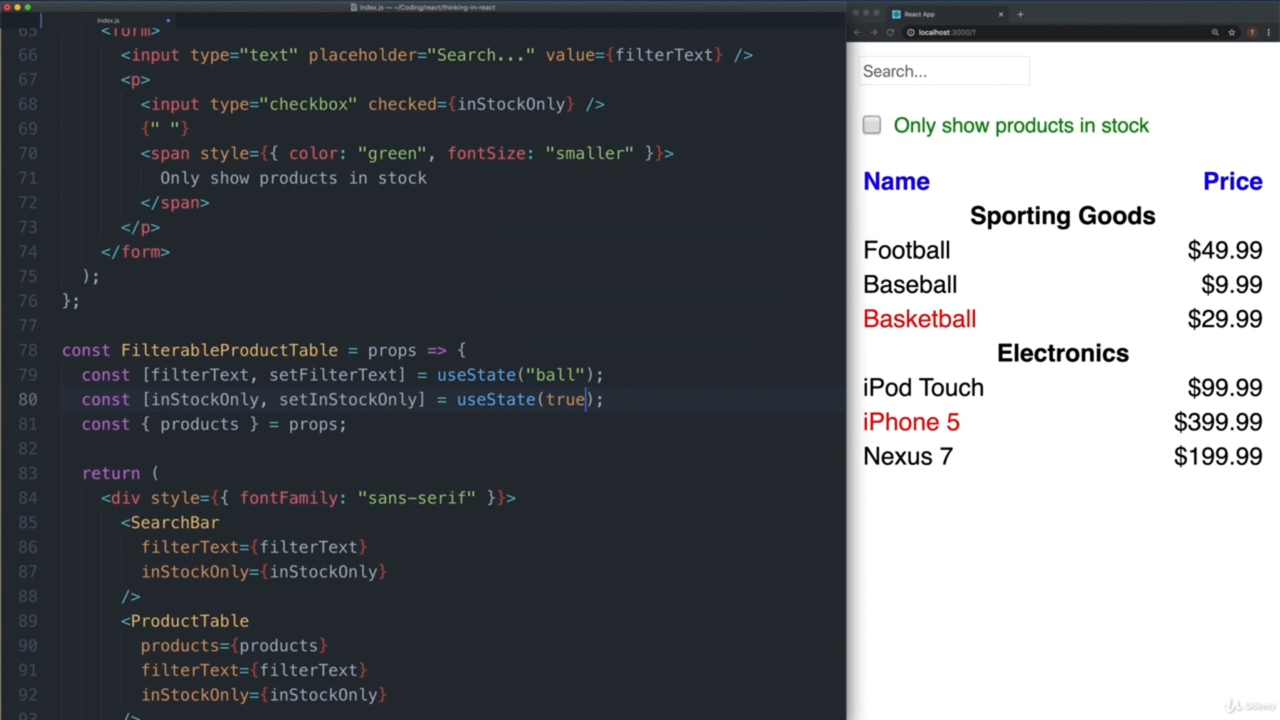 index.js — ~/Coding/react/thinking-in-react
index.js
65 <form>
66 <input type="text" placeholder="Search..." value={filterText} />
67 <p>
68 <input type="checkbox" checked={inStockOnly} />
69 {" "}
70 <span style={{ color: "green", fontSize: "smaller" }}>
71 Only show products in stock
72 </span>
73 </p>
74 </form>
75 );
76 };
77
78 const FilterableProductTable = props => {
79 const [filterText, setFilterText] = useState("ball");
80 const [inStockOnly, setInStockOnly] = useState(true);
81 const { products } = props;
82
83 return (
84 <div style={{ fontFamily: "sans-serif" }}>
85 <SearchBar
86 filterText={filterText}
87 inStockOnly={inStockOnly}
88 />
89 <ProductTable
90 products={products}
91 filterText={filterText}
92 inStockOnly={inStockOnly}
93 />
React App
localhost:3000/?
Search...
Only show products in stock
Name Price
Sporting Goods
Football $49.99
Baseball $9.99
Basketball $29.99
Electronics
iPod Touch $99.99
iPhone 5 $399.99
Nexus 7 $199.99
Udemy